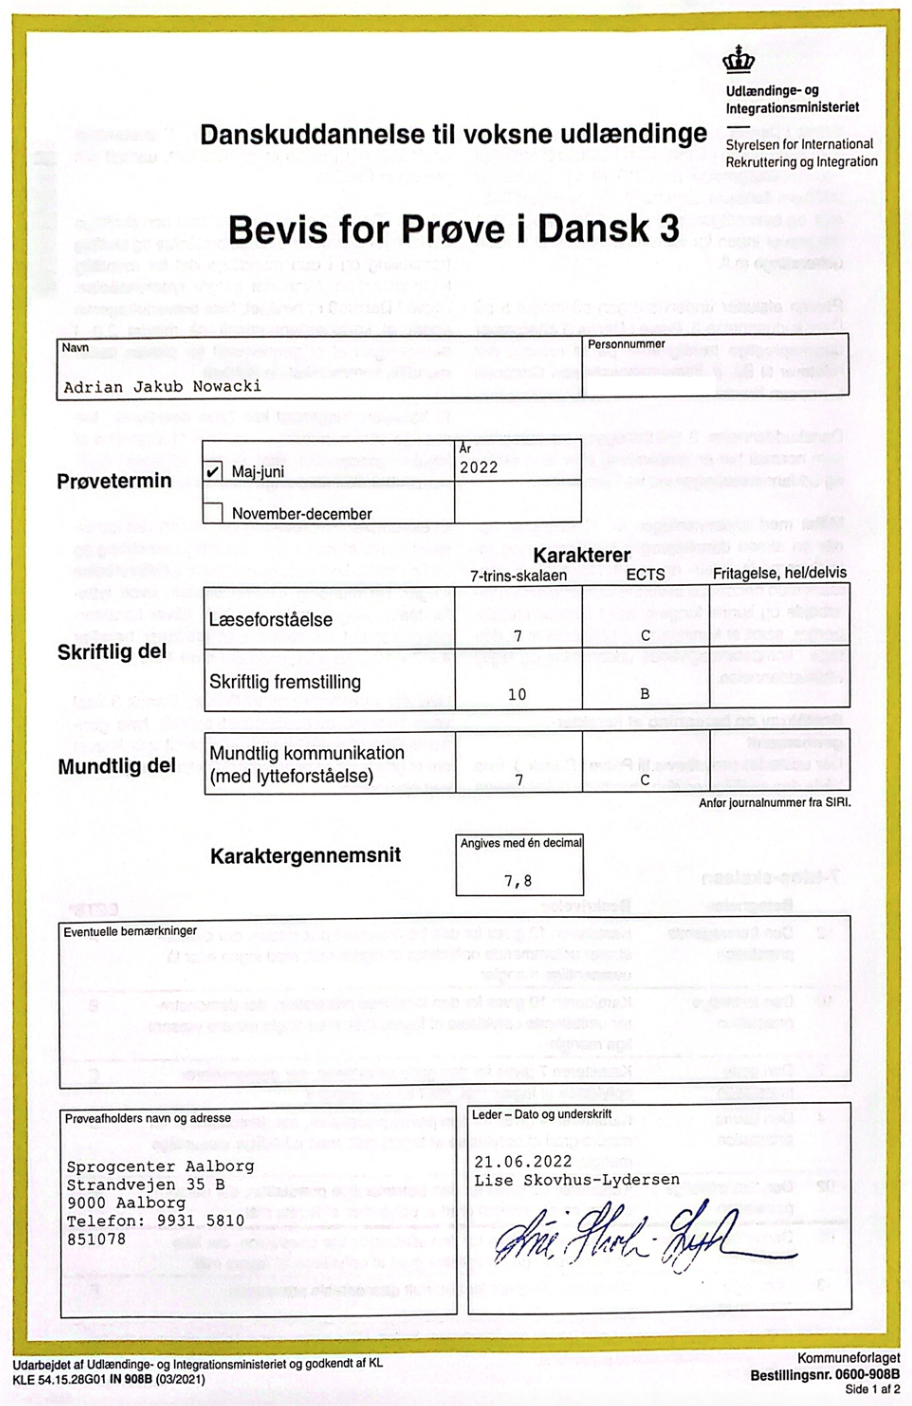 Udlændinge- og
Integrationsministeriet
Styrelsen for International
Rekruttering og Integration
Danskuddannelse til voksne udlændinge
Bevis for Prøve i Dansk 3
Navn
Personnummer
Adrian Jakub Nowacki
Prøvetermin
År
✔ Maj-juni 2022
November-december
Karakterer
7-trins-skalaen ECTS Fritagelse, hel/delvis
Skriftlig del
Læseforståelse 7 C
Skriftlig fremstilling 10 B
Mundtlig del
Mundtlig kommunikation
(med lytteforståelse) 7 C
Anfør journalnummer fra SIRI.
Karaktergennemsnit
Angives med én decimal
7,8
Eventuelle bemærkninger
Prøveafholders navn og adresse
Sprogcenter Aalborg
Strandvejen 35 B
9000 Aalborg
Telefon: 9931 5810
851078
Leder – Dato og underskrift
21.06.2022
Lise Skovhus-Lydersen
Udarbejdet af Udlændinge- og Integrationsministeriet og godkendt af KL
KLE 54.15.28G01 IN 908B (03/2021)
Kommuneforlaget
Bestillingsnr. 0600-908B
Side 1 af 2